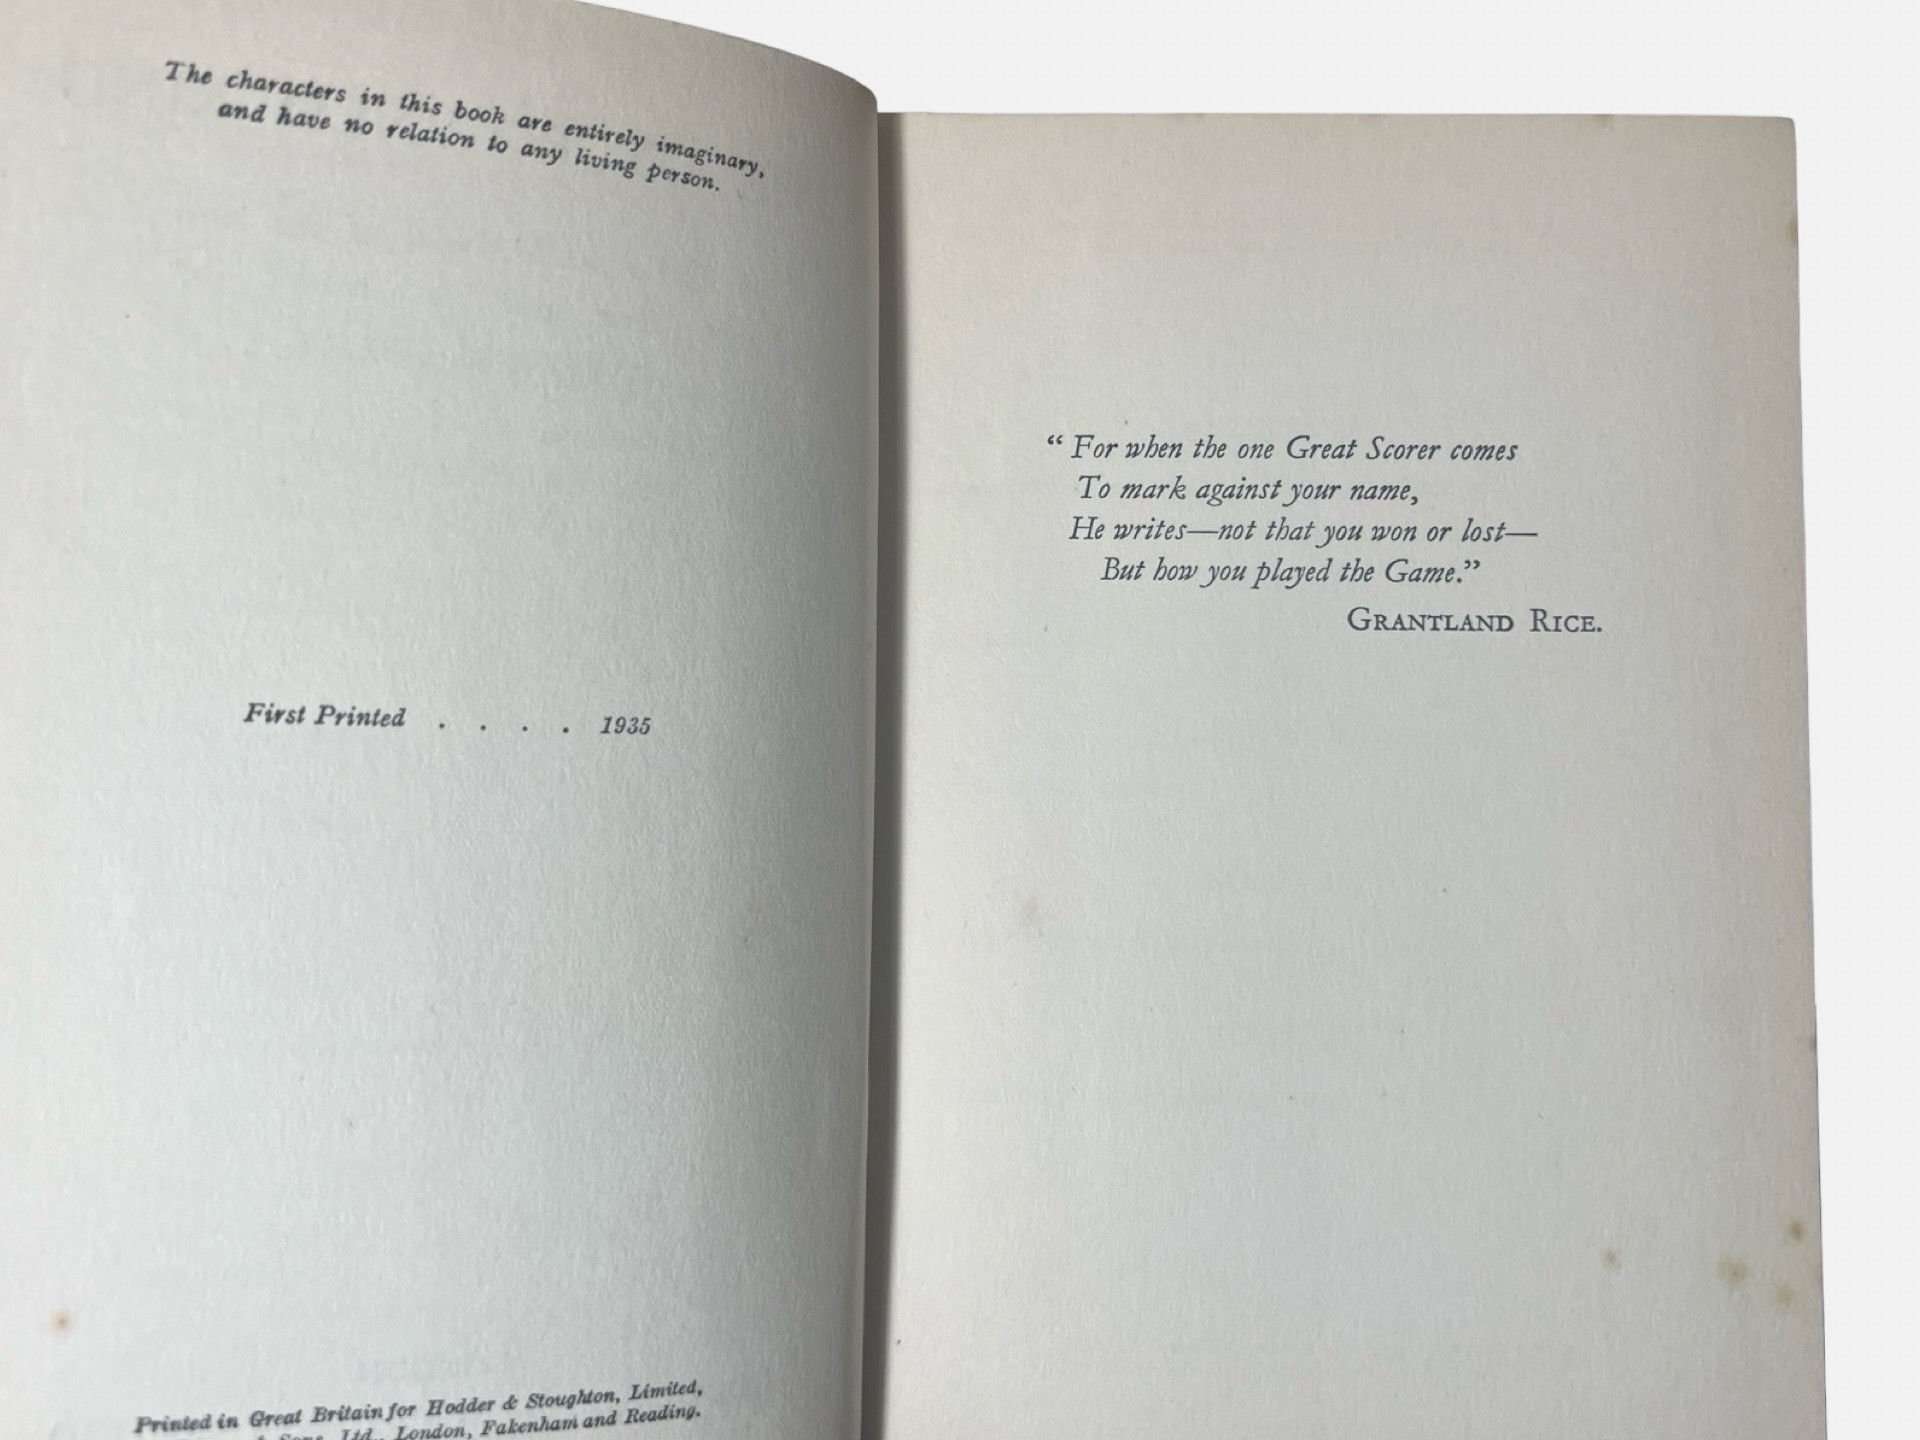 The characters in this book are entirely imaginary,
and have no relation to any living person.
First Printed . . . . 1935
Printed in Great Britain for Hodder & Stoughton, Limited,
& Sons, Ltd., London, Fakenham and Reading.
“ For when the one Great Scorer comes
To mark against your name,
He writes—not that you won or lost—
But how you played the Game.”
GRANTLAND RICE.